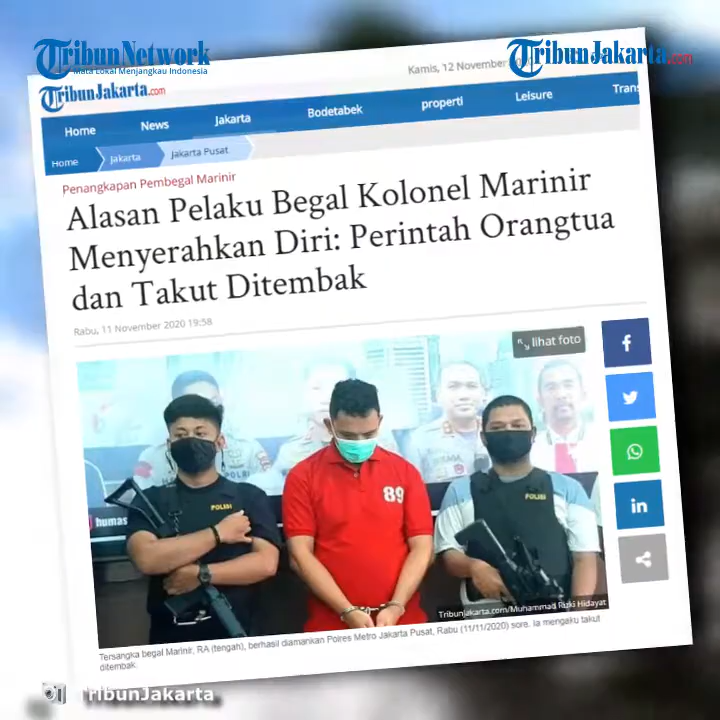 TribunNetwork
Mata Lokal Menjangkau Indonesia
TribunJakarta.com
Kamis, 12 November
TribunJakarta.com
Home News Jakarta Bodetabek properti Leisure Trans
Home Jakarta Jakarta Pusat
Penangkapan Pembegal Marinir
Alasan Pelaku Begal Kolonel Marinir
Menyerahkan Diri: Perintah Orangtua
dan Takut Ditembak
Rabu, 11 November 2020 19:58
lihat foto
POLRI
humas
POLISI
89
POLISI
TribunJakarta.com/Muhammad Rizki Hidayat
Tersangka begal Marinir, RA (tengah), berhasil diamankan Polres Metro Jakarta Pusat, Rabu (11/11/2020) sore. Ia mengaku takut
ditembak.
TribunJakarta